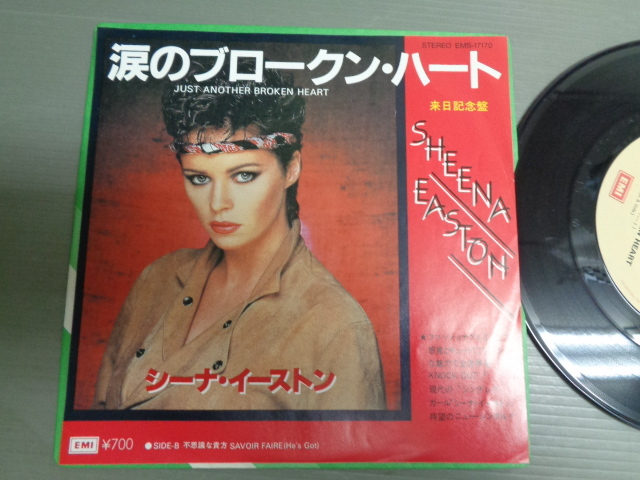 STEREO EMS-17170
涙のブロークン・ハート
JUST ANOTHER BROKEN HEART
来日記念盤
SHEENA
EASTON
シーナ・イーストン
EMI ¥700 ●SIDE-B 不思議な貴方 SAVOIR FAIRE (He's Got)
EMI
HEART